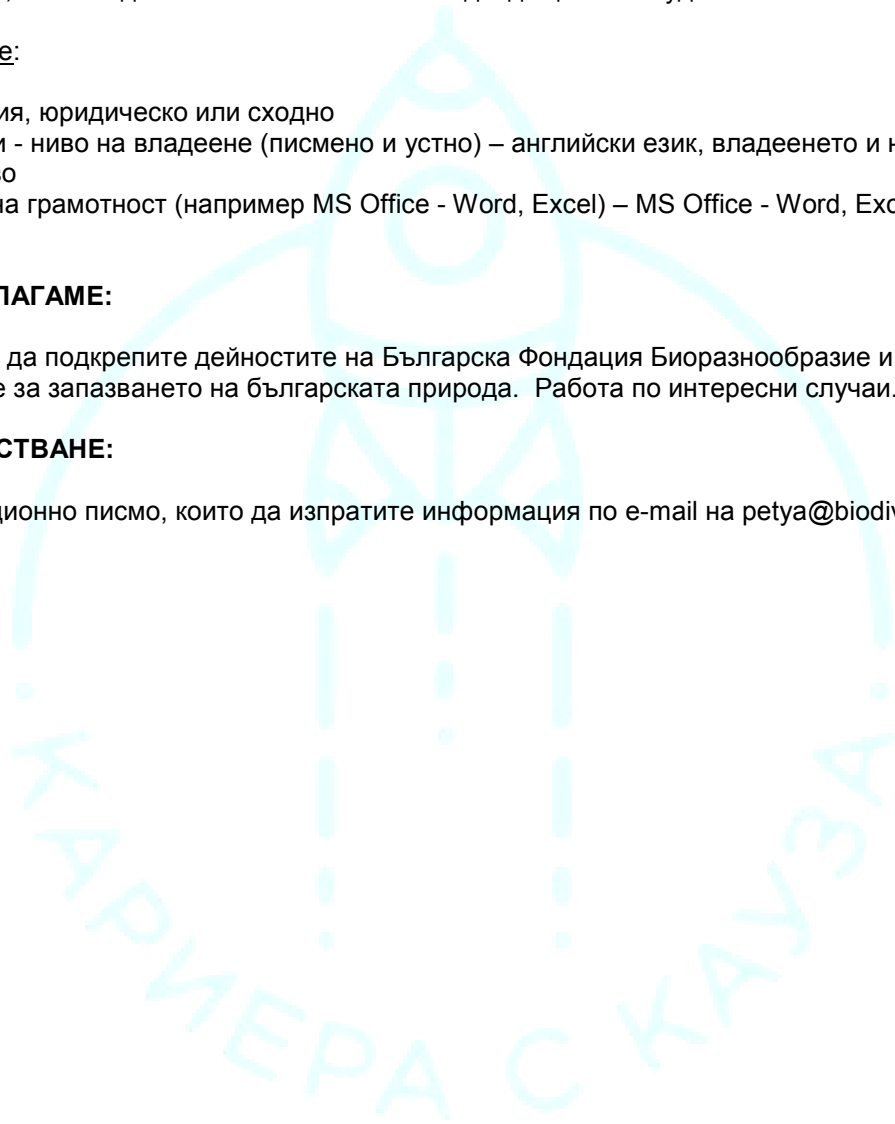 е:
ия, юридическо или сходно
и - ниво на владеене (писмено и устно) – английски език, владеенето и н
во
на грамотност (например MS Office - Word, Excel) – MS Office - Word, Exc
ЛАГАМЕ:
да подкрепите дейностите на Българска Фондация Биоразнообразие и
е за запазването на българската природа. Работа по интересни случаи.
СТВАНЕ:
ционно писмо, които да изпратите информация по e-mail на petya@biodiv
КАРИЕРА С КАУЗА